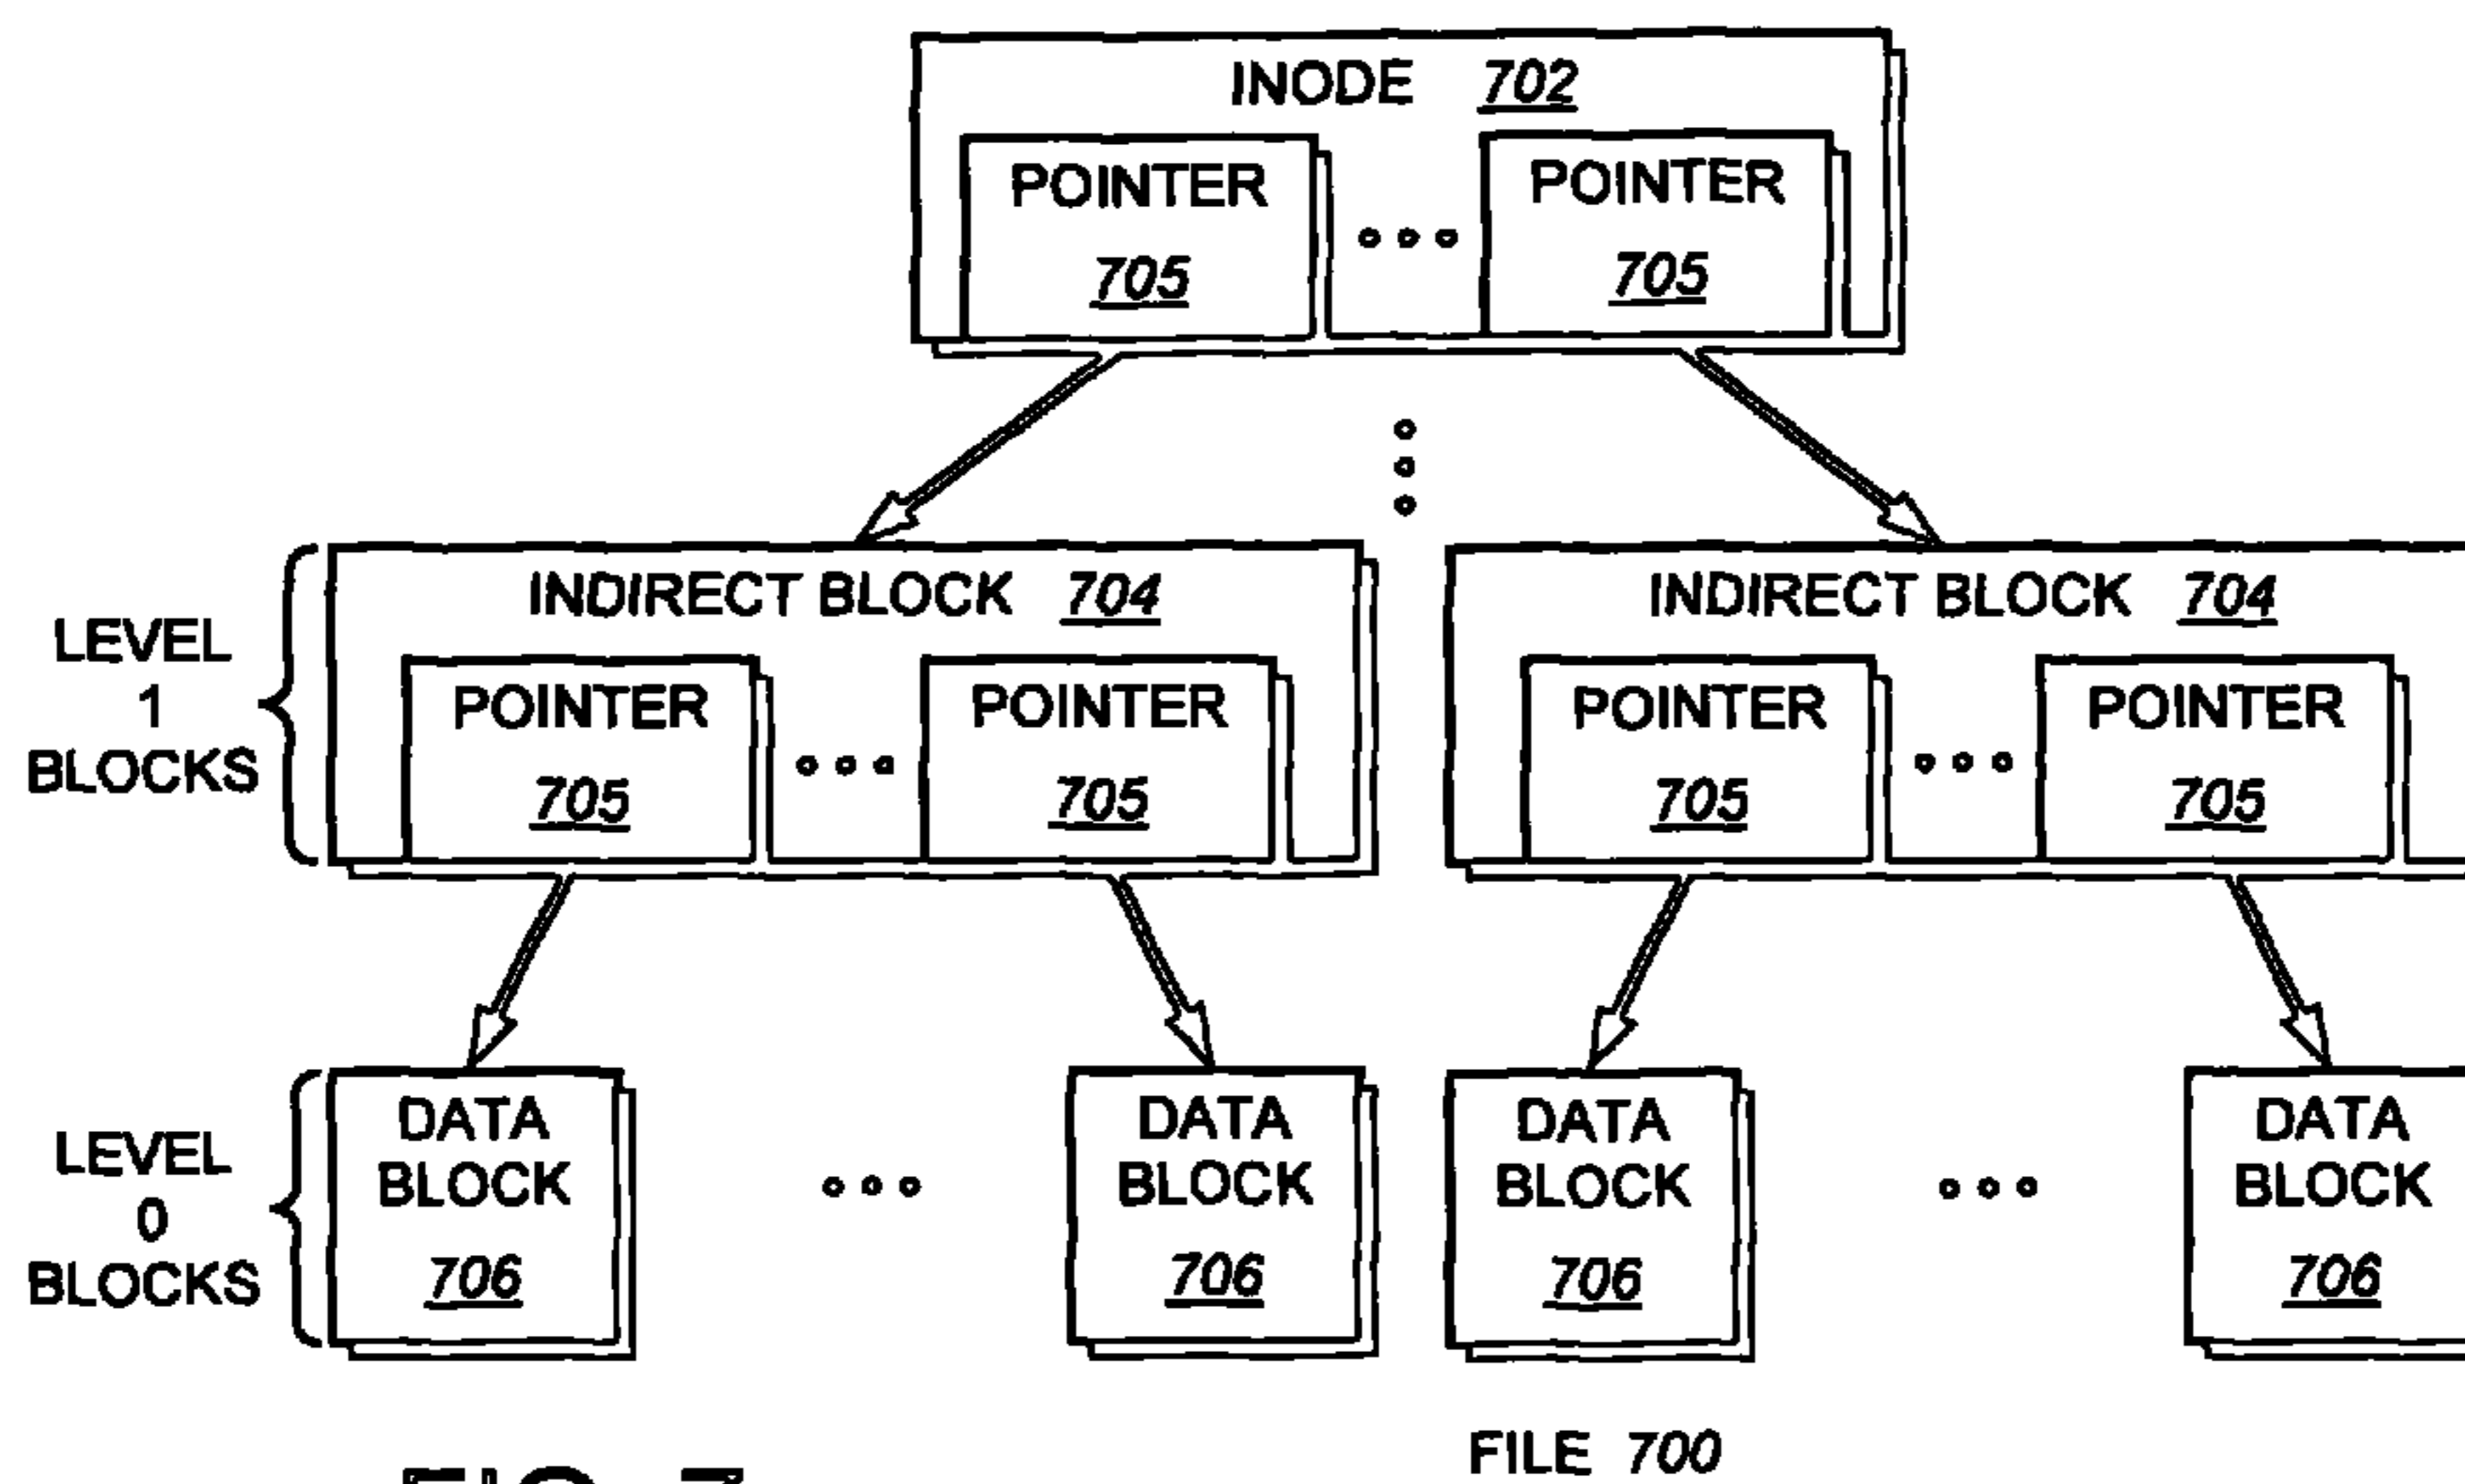 INODE 702
POINTER POINTER
705 705
INDIRECT BLOCK 704
INDIRECT BLOCK 704
LEVEL
1
BLOCKS
POINTER POINTER
705 705
POINTER POINTER
705 705
LEVEL
0
BLOCKS
DATA
BLOCK
706
DATA
BLOCK
706
DATA
BLOCK
706
DATA
BLOCK
706
FILE 700